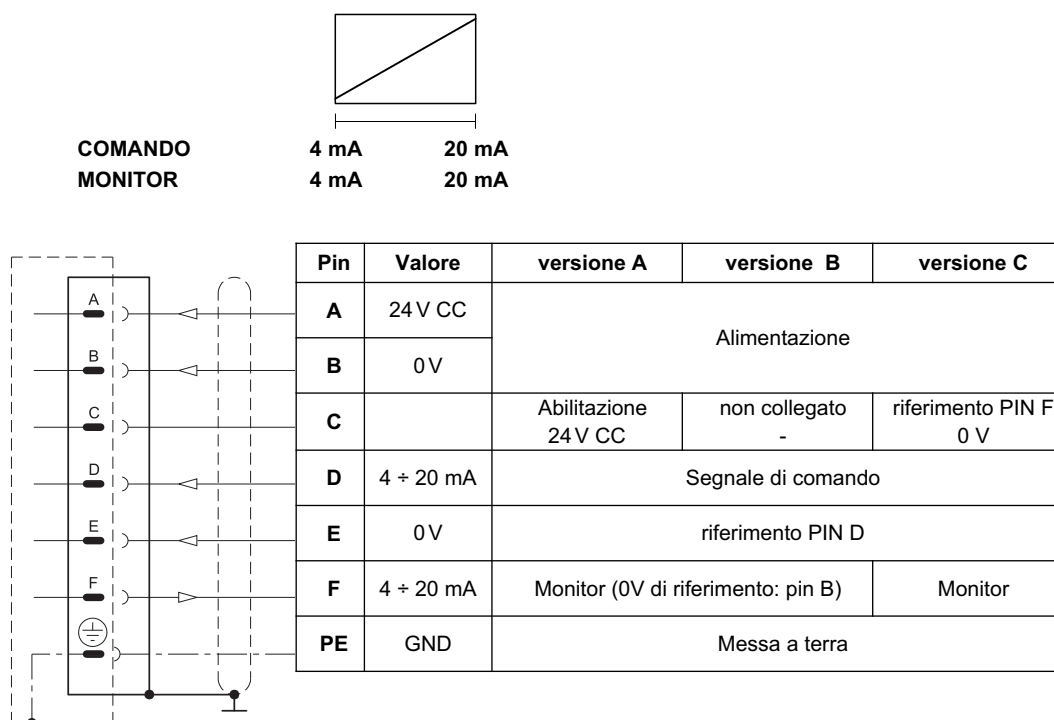 COMANDO 4 mA 20 mA
MONITOR 4 mA 20 mA
Pin Valore versione A versione B versione C
A A 24 V CC
Alimentazione
B B 0 V
C C Abilitazione 24 V CC non collegato - riferimento PIN F 0 V
D D 4 ÷ 20 mA Segnale di comando
E E 0 V riferimento PIN D
F F 4 ÷ 20 mA Monitor (0V di riferimento: pin B) Monitor
PE GND Messa a terra